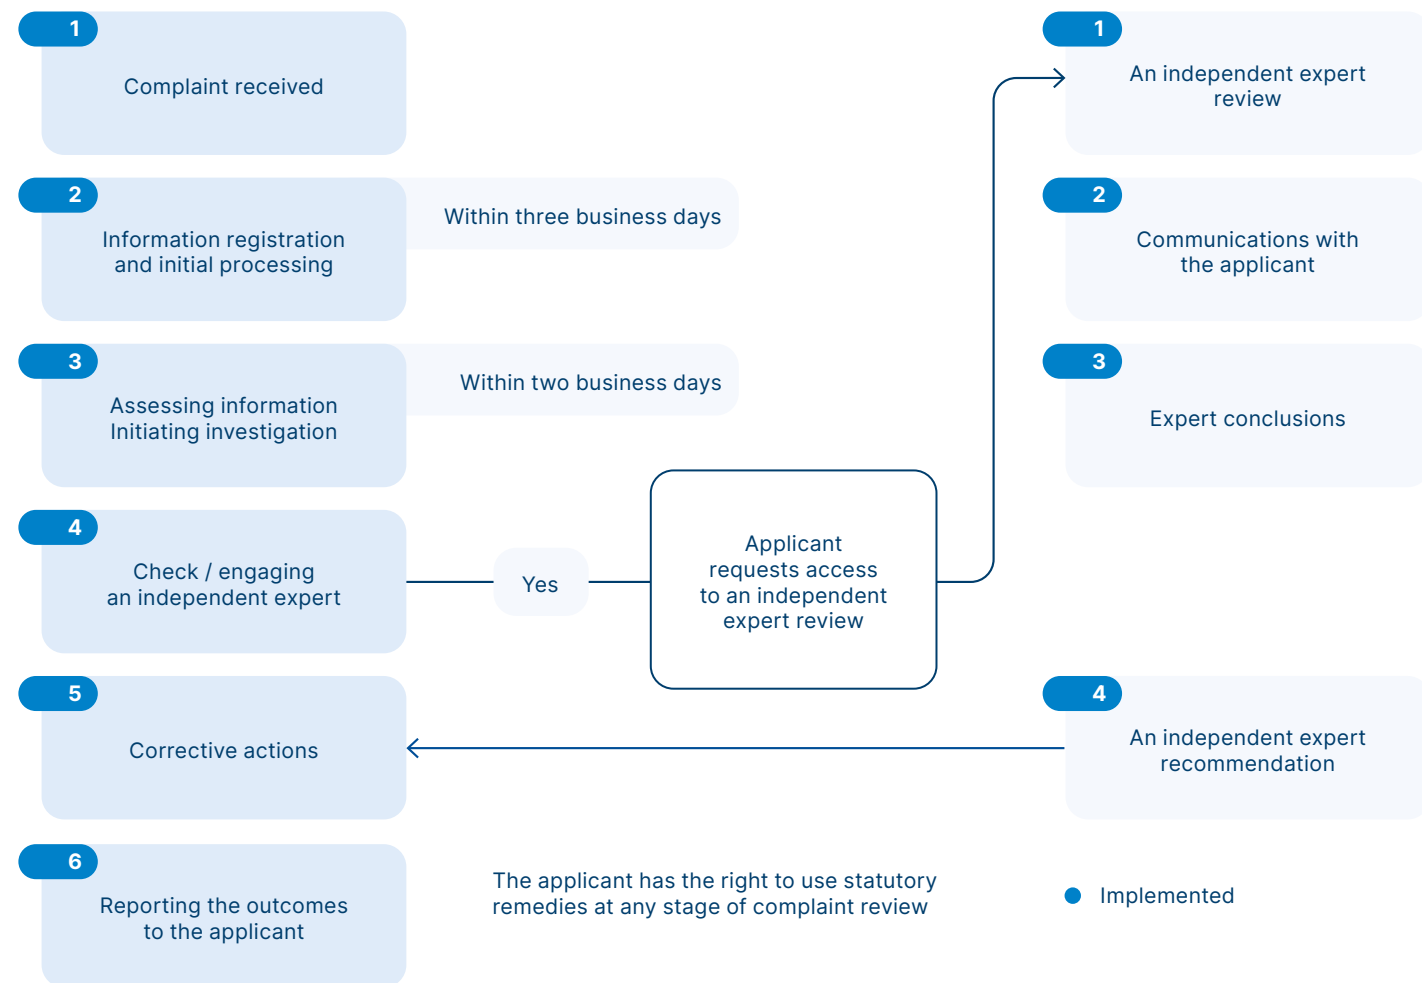 1
Complaint received
2
Information registration
and initial processing
Within three business days
3
Assessing information
Initiating investigation
Within two business days
4
Check / engaging
an independent expert
Yes
Applicant
requests access
to an independent
expert review
5
Corrective actions
6
Reporting the outcomes
to the applicant
1
An independent expert
review
2
Communications with
the applicant
3
Expert conclusions
4
An independent expert
recommendation
The applicant has the right to use statutory
remedies at any stage of complaint review
Implemented